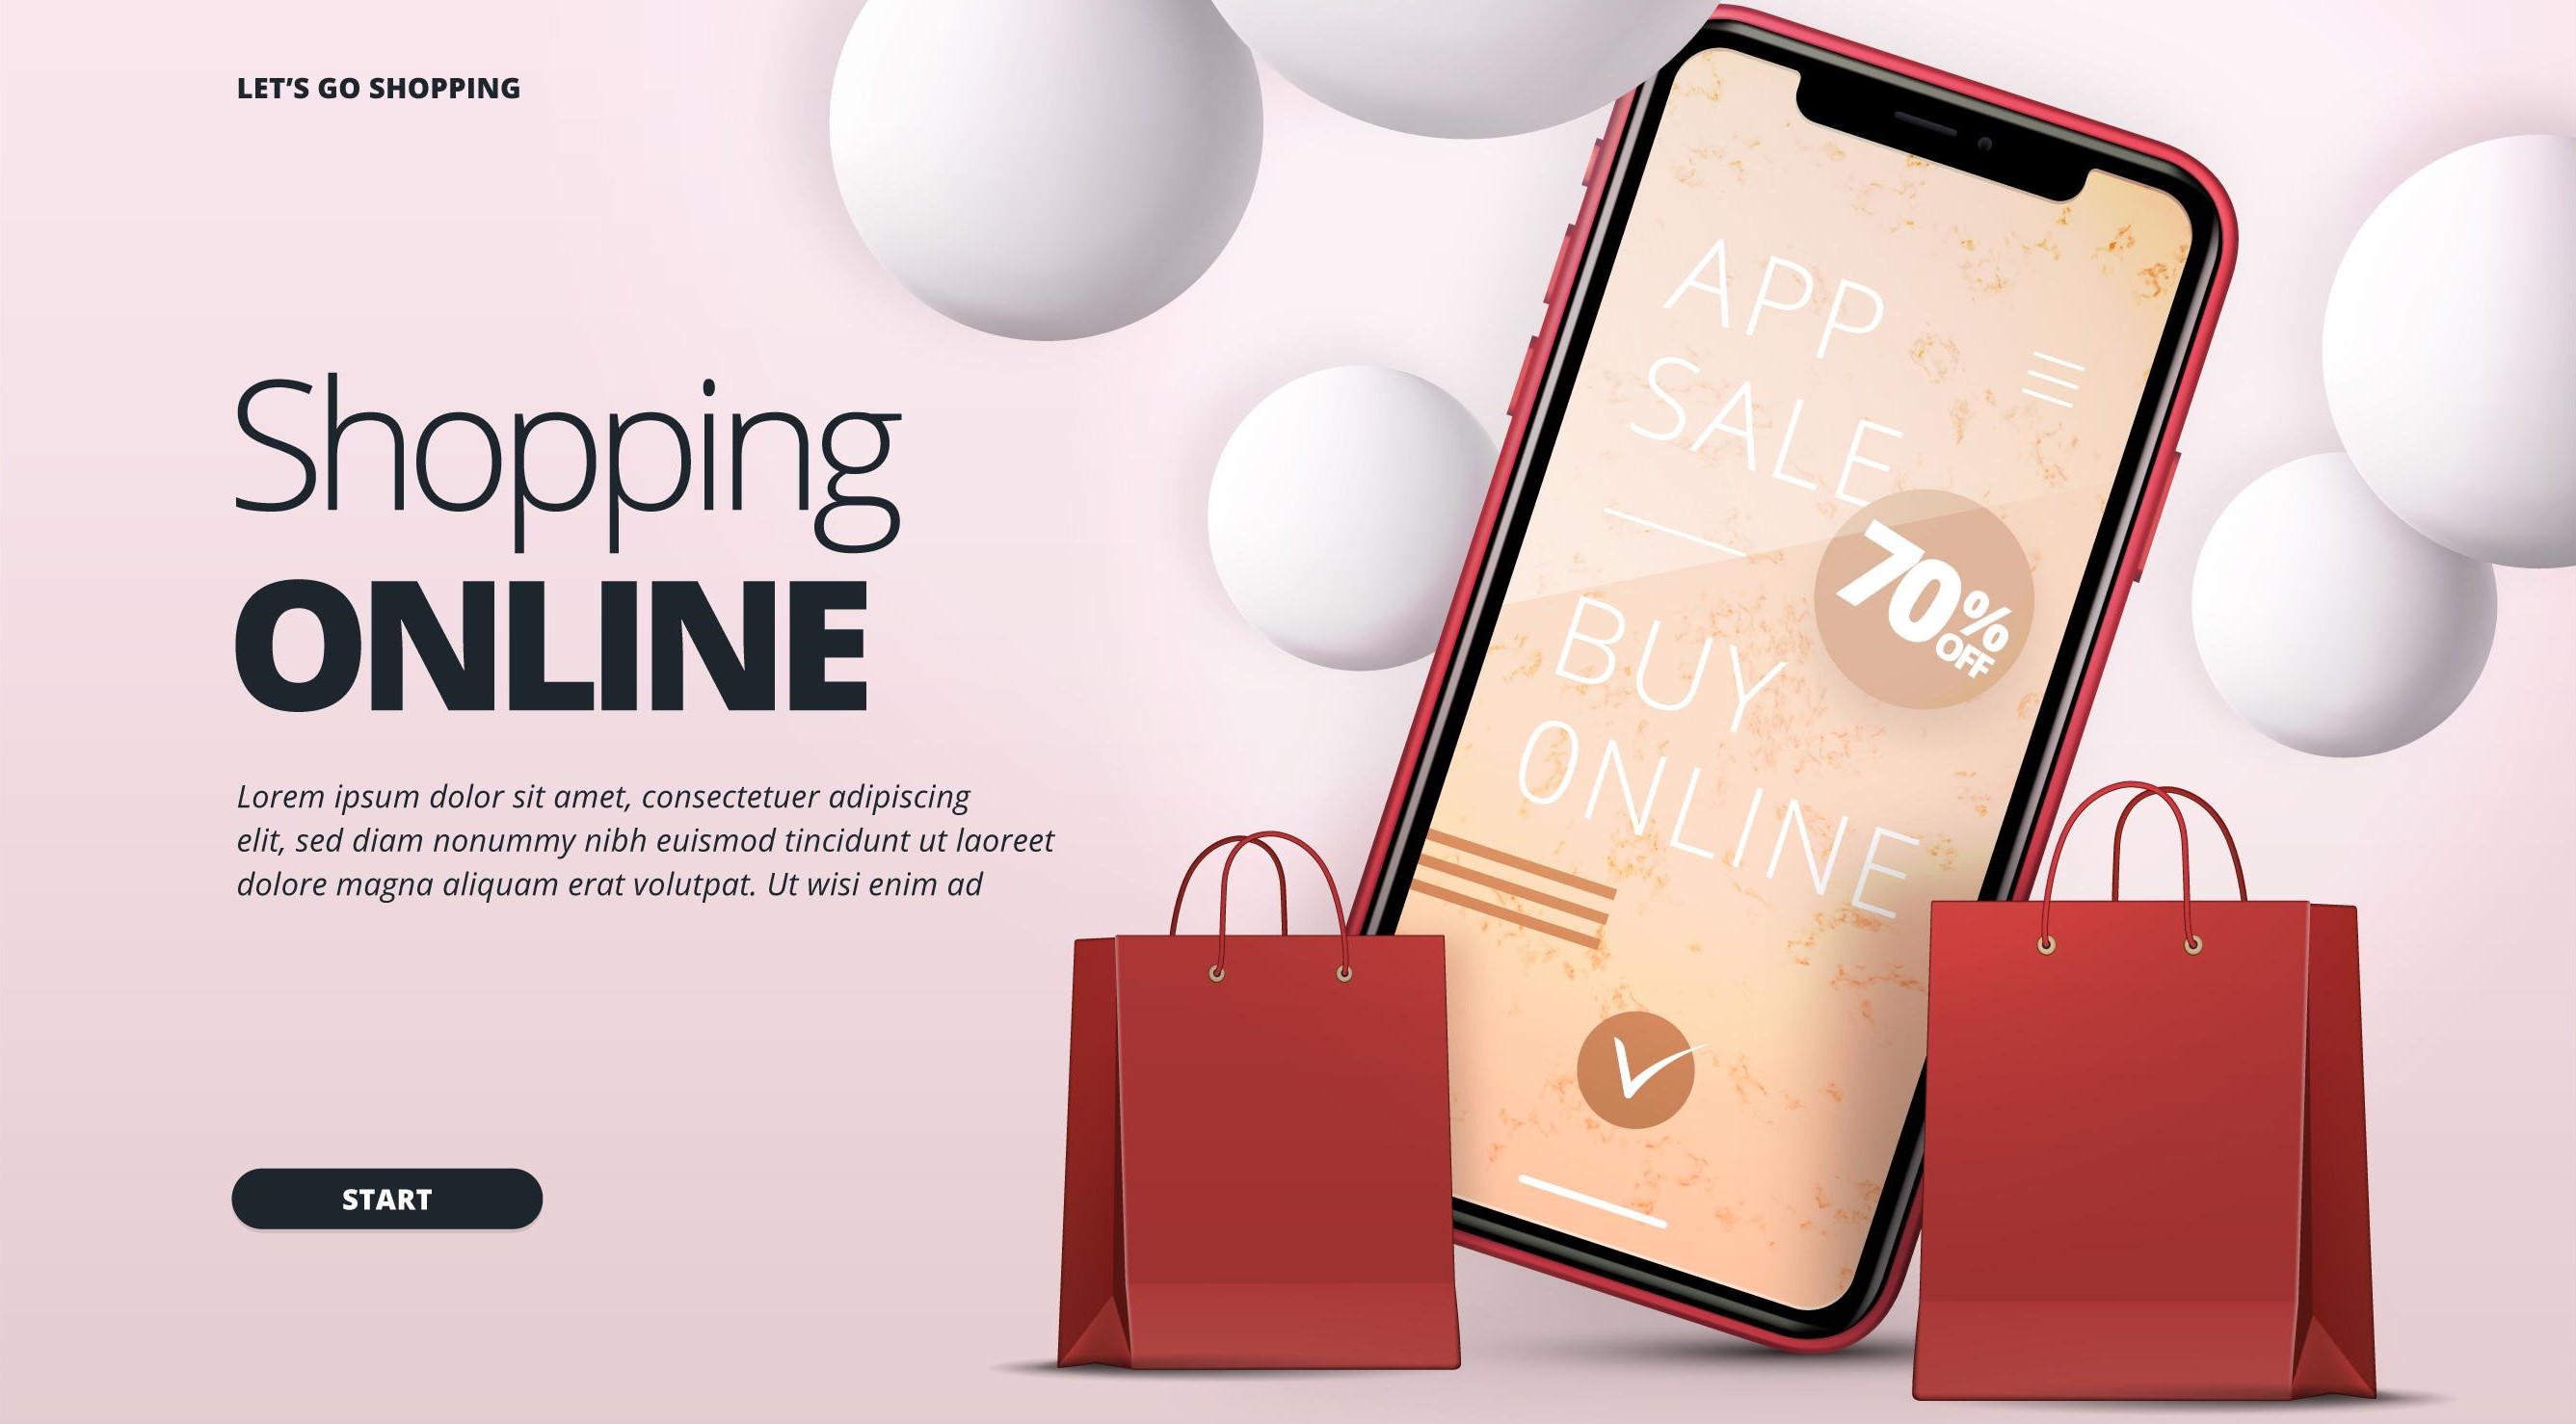 LET’S GO SHOPPING
Shopping
ONLINE
Lorem ipsum dolor sit amet, consectetuer adipiscing
elit, sed diam nonummy nibh euismod tincidunt ut laoreet
dolore magna aliquam erat volutpat. Ut wisi enim ad
START
APP
SALE
70%
OFF
BUY
ONLINE